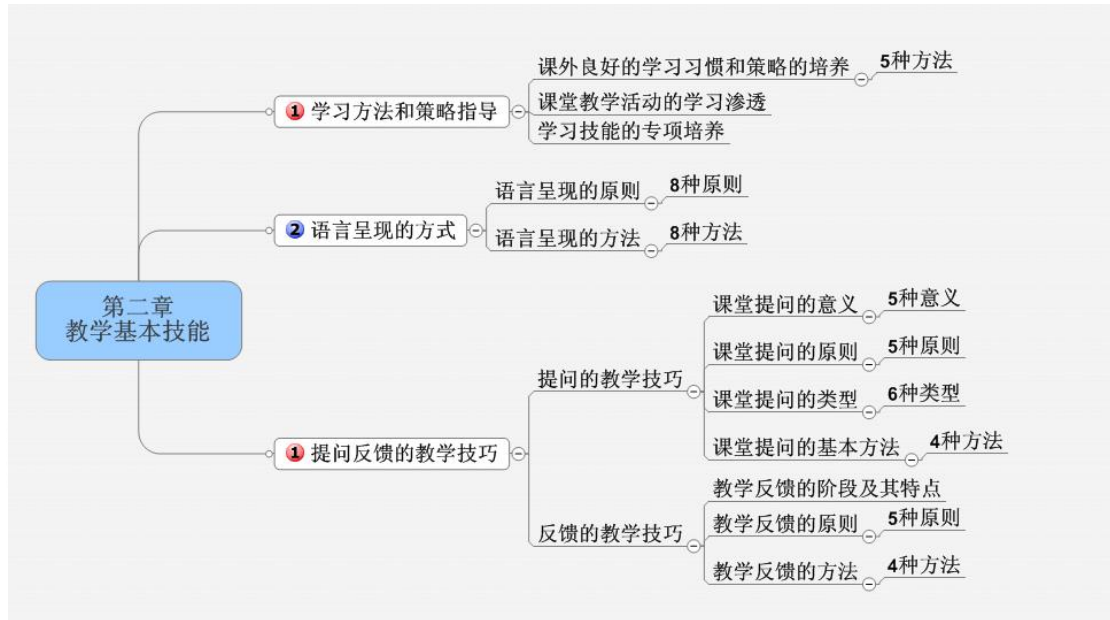 第二章
教学基本技能
1 学习方法和策略指导
课外良好的学习习惯和策略的培养
5种方法
课堂教学活动的学习渗透
学习技能的专项培养
2 语言呈现的方式
语言呈现的原则
8种原则
语言呈现的方法
8种方法
1 提问反馈的教学技巧
提问的教学技巧
课堂提问的意义
5种意义
课堂提问的原则
5种原则
课堂提问的类型
6种类型
课堂提问的基本方法
4种方法
反馈的教学技巧
教学反馈的阶段及其特点
教学反馈的原则
5种原则
教学反馈的方法
4种方法